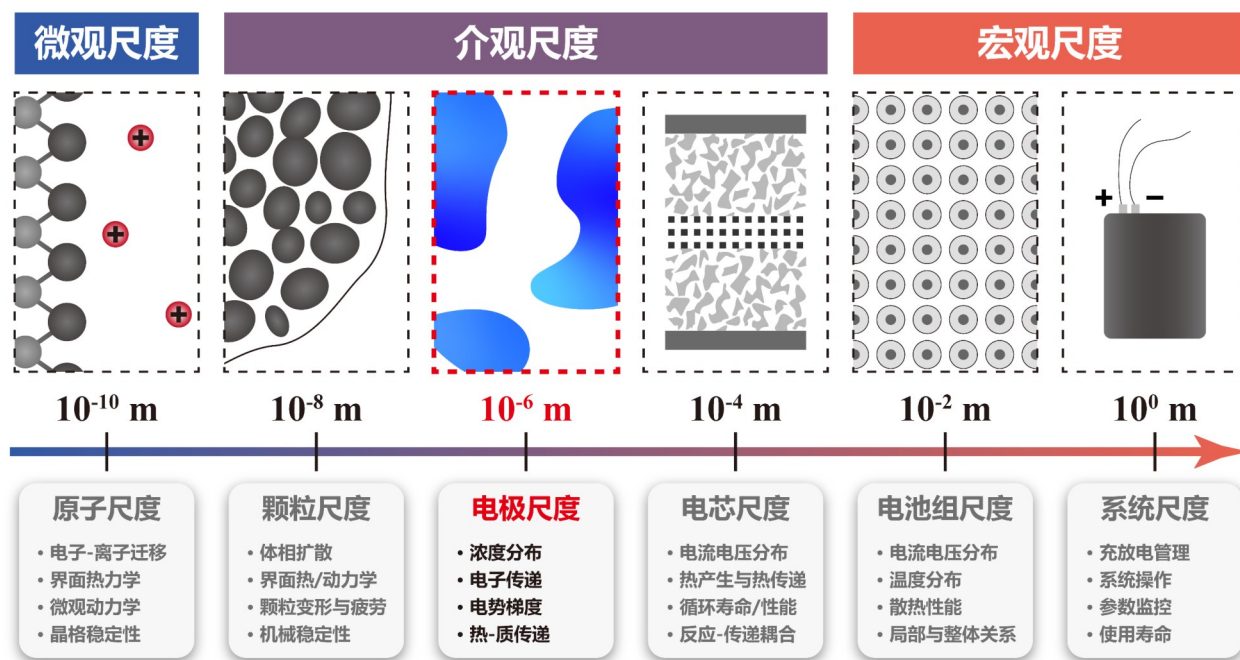 微观尺度
介观尺度
宏观尺度
+ −
10⁻¹⁰ m
10⁻⁸ m
10⁻⁶ m
10⁻⁴ m
10⁻² m
10⁰ m
原子尺度
・电子-离子迁移
・界面热力学
・微观动力学
・晶格稳定性
颗粒尺度
・体相扩散
・界面热/动力学
・颗粒变形与疲劳
・机械稳定性
电极尺度
・浓度分布
・电子传递
・电势梯度
・热-质传递
电芯尺度
・电流电压分布
・热产生与热传递
・循环寿命/性能
・反应-传递耦合
电池组尺度
・电流电压分布
・温度分布
・散热性能
・局部与整体关系
系统尺度
・充放电管理
・系统操作
・参数监控
・使用寿命